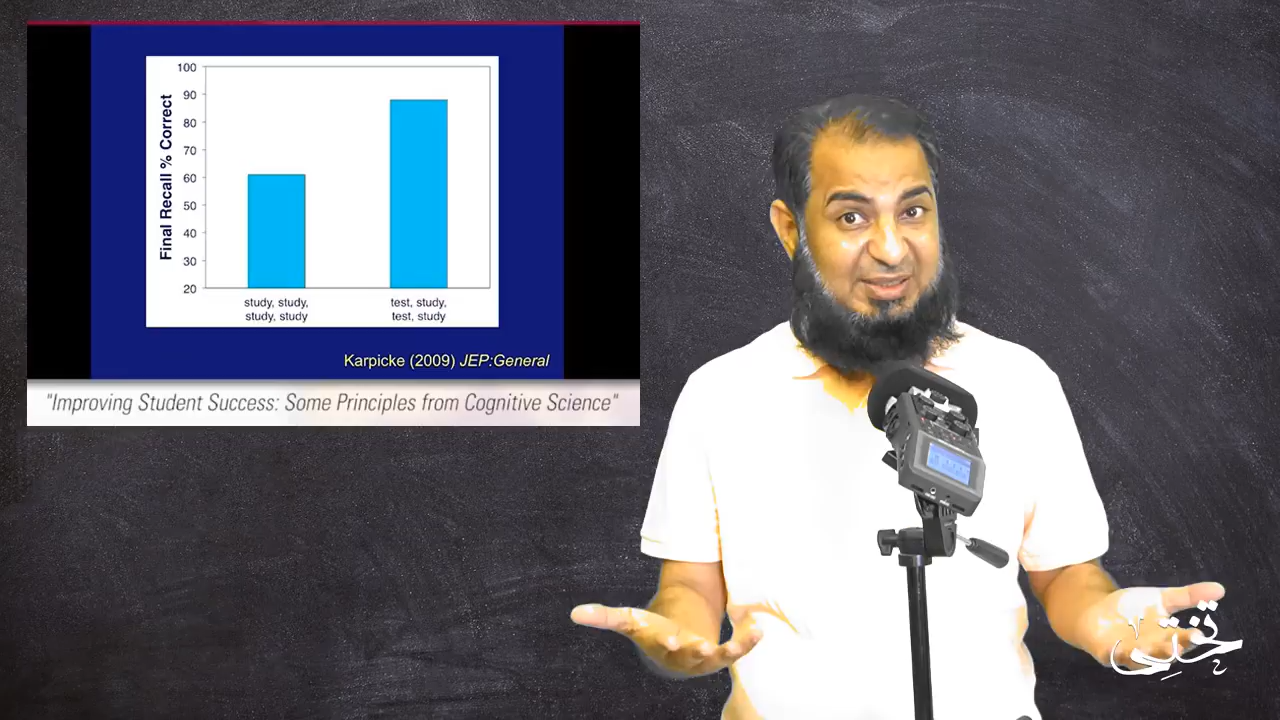 Final Recall % Correct
100
90
80
70
60
50
40
30
20
study, study,
study, study
test, study,
test, study
Karpicke (2009) JEP:General
"Improving Student Success: Some Principles from Cognitive Science"
تختی